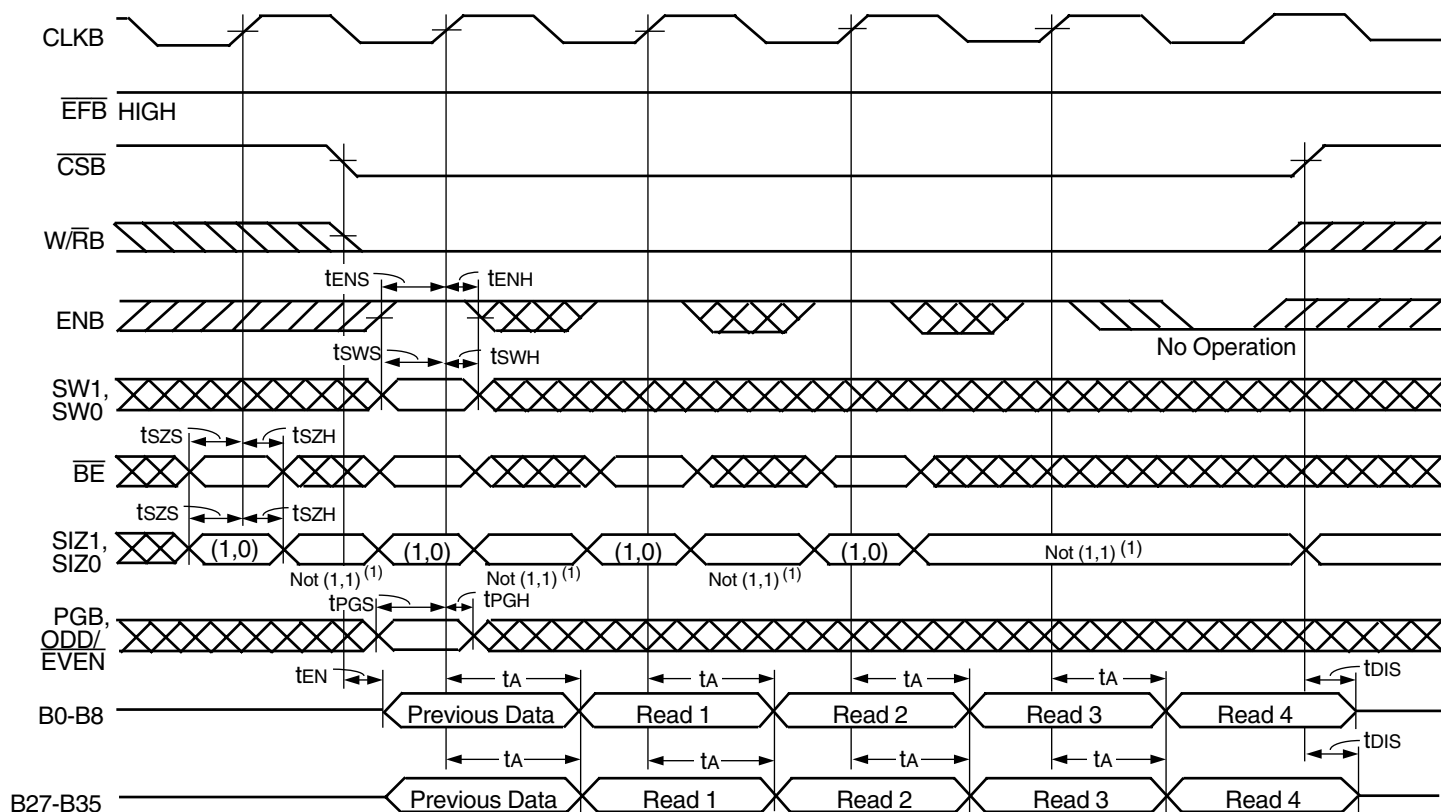 CLKB
EFB HIGH
CSB
W/RB
tENS tENH
ENB
No Operation
tSWS tSWH
SW1,
SW0
tSZS tSZH
BE
tSZS tSZH
SIZ1,
SIZ0
(1,0) (1,0) (1,0) (1,0) Not (1,1) (1)
Not (1,1) (1) Not (1,1) (1) Not (1,1) (1)
tPGS tPGH
PGB,
ODD/
EVEN
tEN tA tA tA tA tDIS
B0-B8 Previous Data Read 1 Read 2 Read 3 Read 4
tA tA tA tA tDIS
B27-B35 Previous Data Read 1 Read 2 Read 3 Read 4